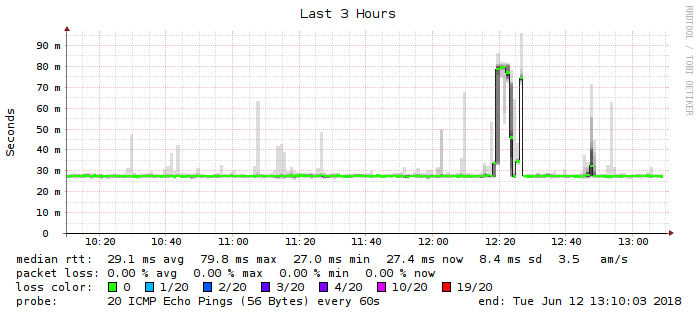 Last 3 Hours
RRDTOOL / TOBI OETIKER
Seconds
90 m
80 m
70 m
60 m
50 m
40 m
30 m
20 m
10 m
0
10:20 10:40 11:00 11:20 11:40 12:00 12:20 12:40 13:00
median rtt: 29.1 ms avg 79.8 ms max 27.0 ms min 27.4 ms now 8.4 ms sd 3.5 am/s
packet loss: 0.00 % avg 0.00 % max 0.00 % min 0.00 % now
loss color: 0 1/20 2/20 3/20 4/20 10/20 19/20
probe: 20 ICMP Echo Pings (56 Bytes) every 60s end: Tue Jun 12 13:10:03 2018